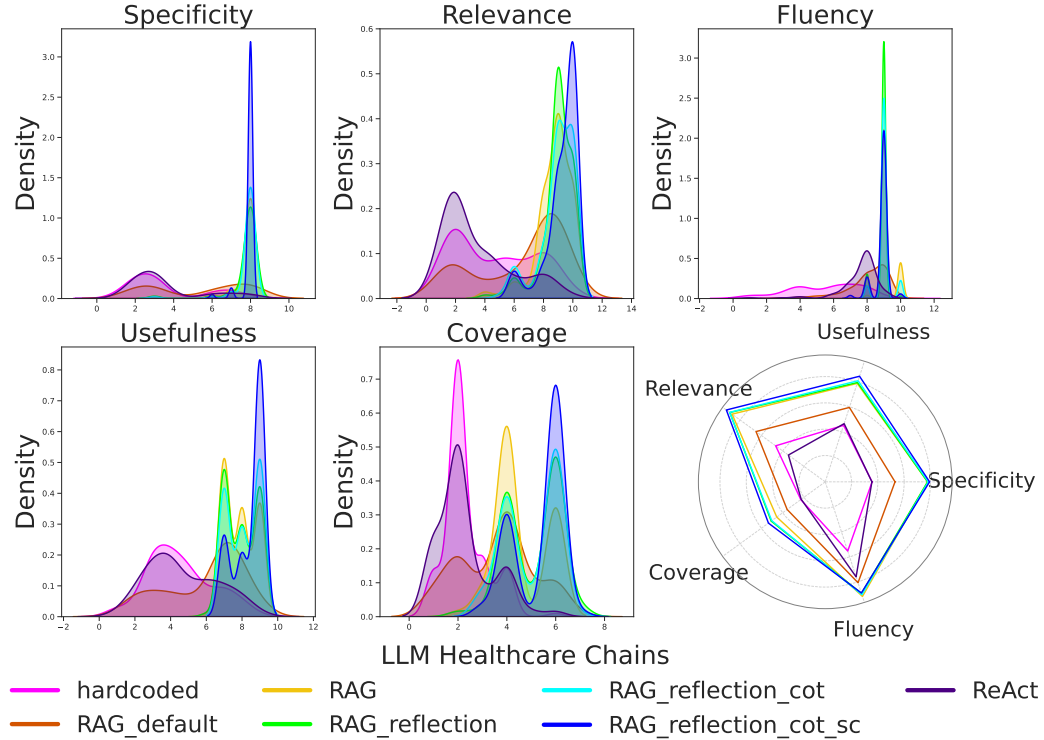 Specificity
Relevance
Fluency
Density
3.0
2.5
2.0
1.5
1.0
0.5
0.0
0 2 4 6 8 10
Density
0.6
0.5
0.4
0.3
0.2
0.1
0.0
−2 0 2 4 6 8 10 12 14
Density
3.0
2.5
2.0
1.5
1.0
0.5
0.0
−2 0 2 4 6 8 10 12
Usefulness
Coverage
Density
0.8
0.7
0.6
0.5
0.4
0.3
0.2
0.1
0.0
−2 0 2 4 6 8 10 12
Density
0.7
0.6
0.5
0.4
0.3
0.2
0.1
0.0
0 2 4 6 8
Usefulness
Relevance
Specificity
Coverage
Fluency
LLM Healthcare Chains
hardcoded
RAG
RAG_reflection_cot
ReAct
RAG_default
RAG_reflection
RAG_reflection_cot_sc